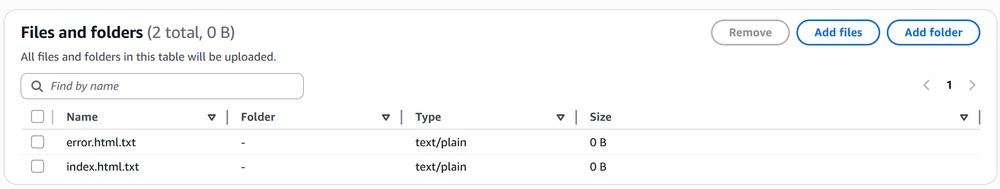 Files and folders (2 total, 0 B)
Remove
Add files
Add folder
All files and folders in this table will be uploaded.
Find by name
1
Name Folder Type Size
error.html.txt - text/plain 0 B
index.html.txt - text/plain 0 B